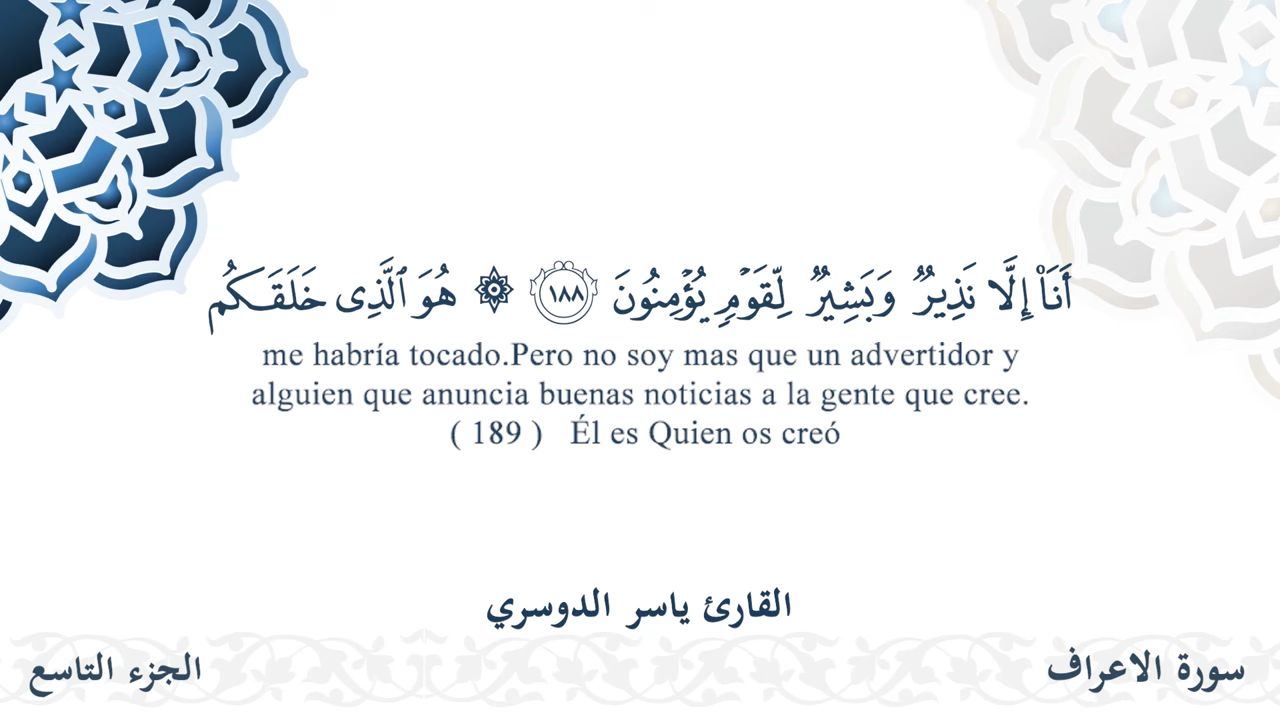 أَنَا۠ إِلَّا نَذِيرٌ وَبَشِيرٌ لِّقَوْمٍ يُؤْمِنُونَ ١٨٨ ۞ هُوَ ٱلَّذِى خَلَقَكُم
me habría tocado.Pero no soy mas que un advertidor y
alguien que anuncia buenas noticias a la gente que cree.
( 189 ) Él es Quien os creó
القارئ ياسر الدوسري
سورة الاعراف
الجزء التاسع